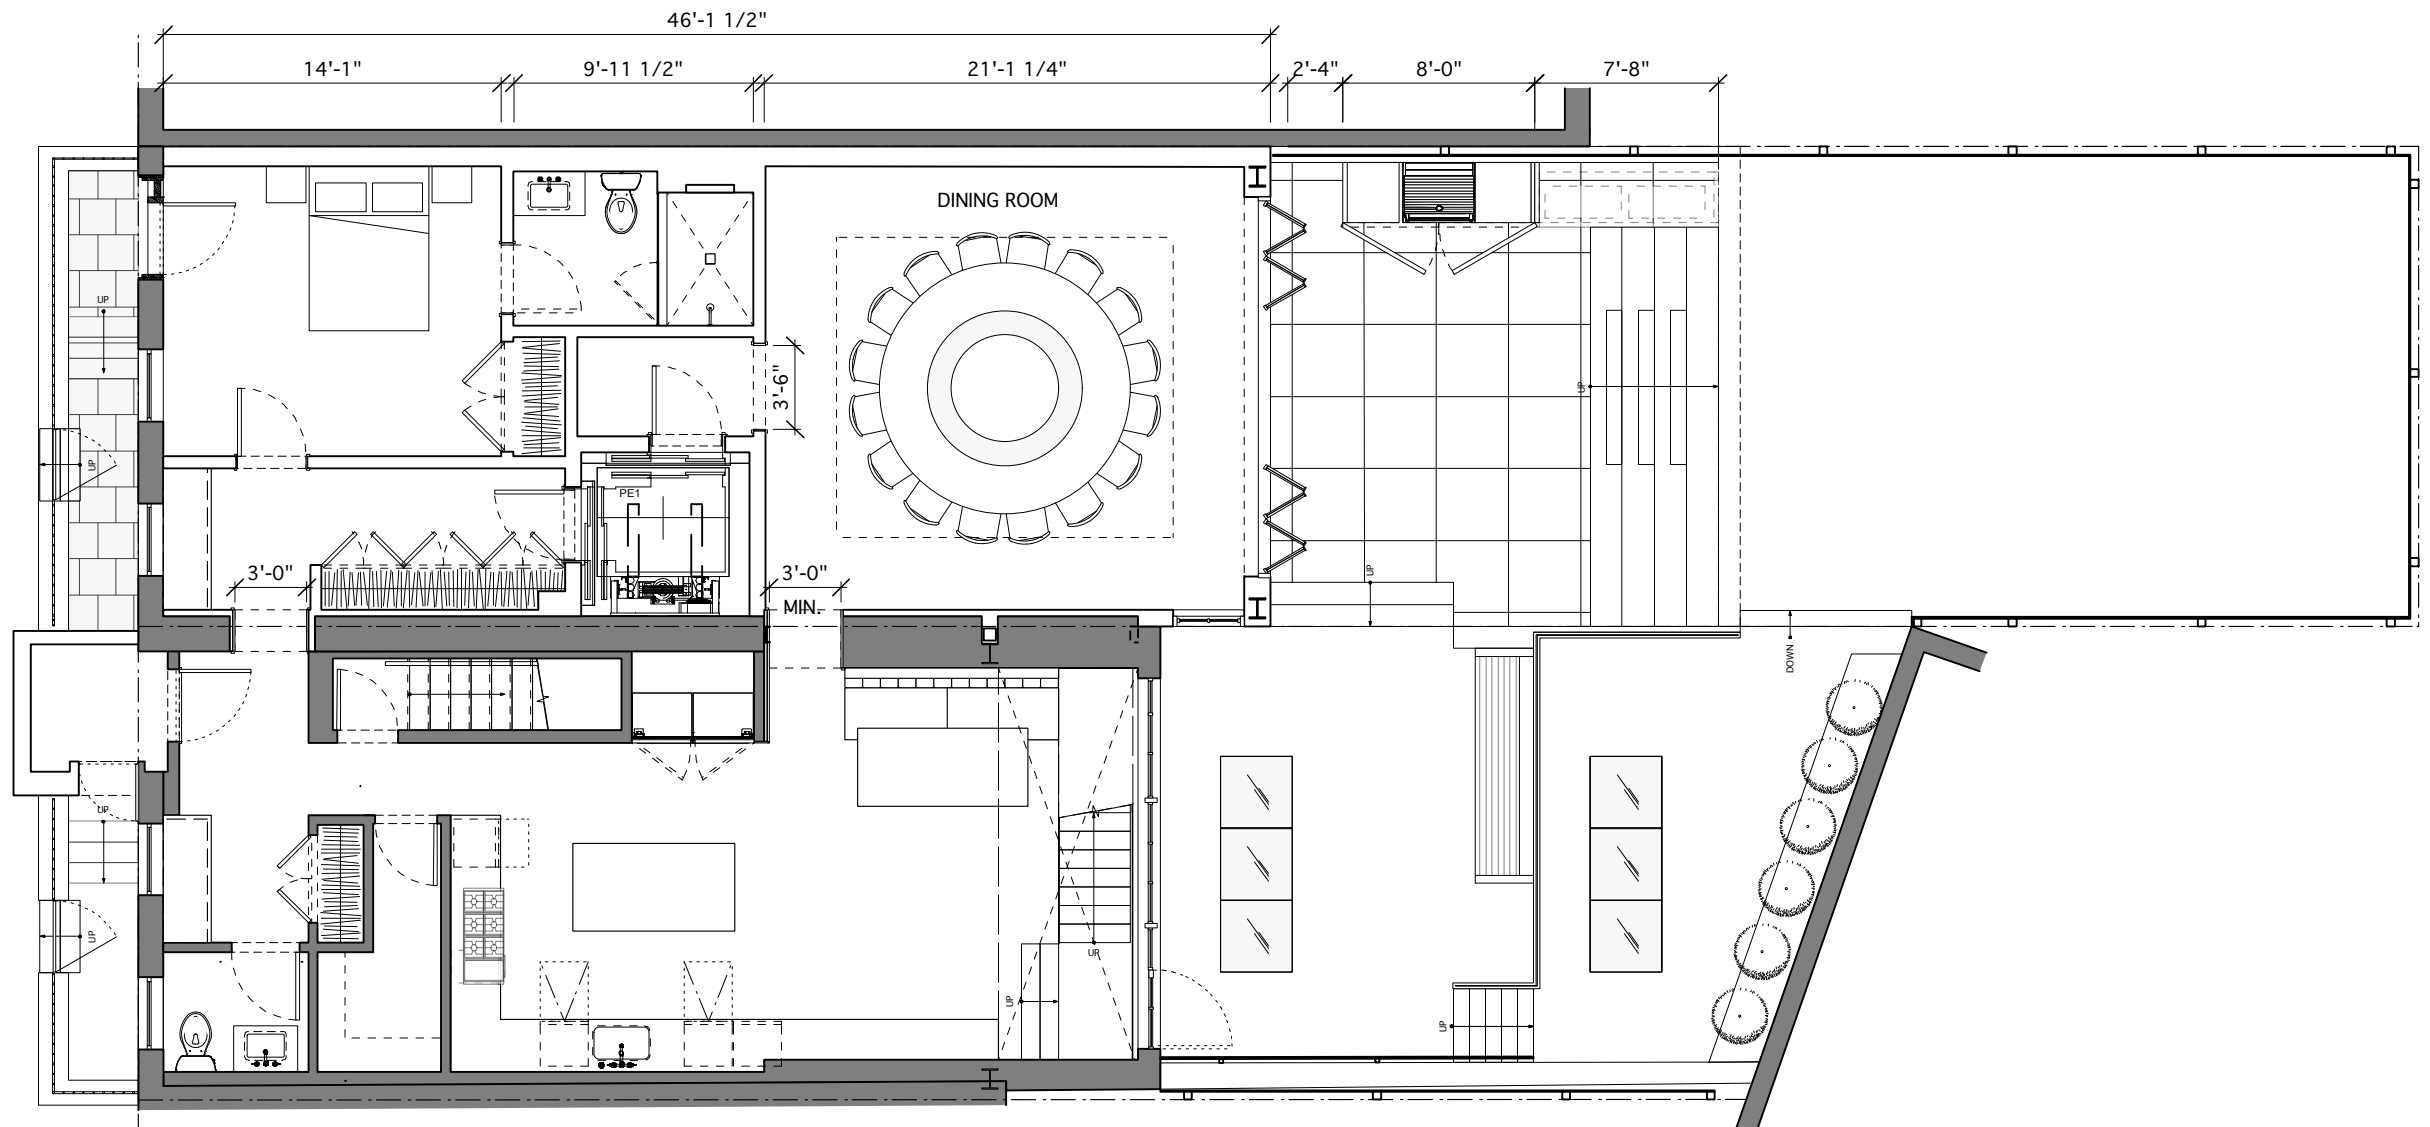 46'-1 1/2"
14'-1"
9'-11 1/2"
21'-1 1/4"
2'-4"
8'-0"
7'-8"
DINING ROOM
UP
3'-6"
UP
UP
PE1
3'-0"
3'-0"
MIN.
UP
DOWN
UP
UP
UP
UP
UP